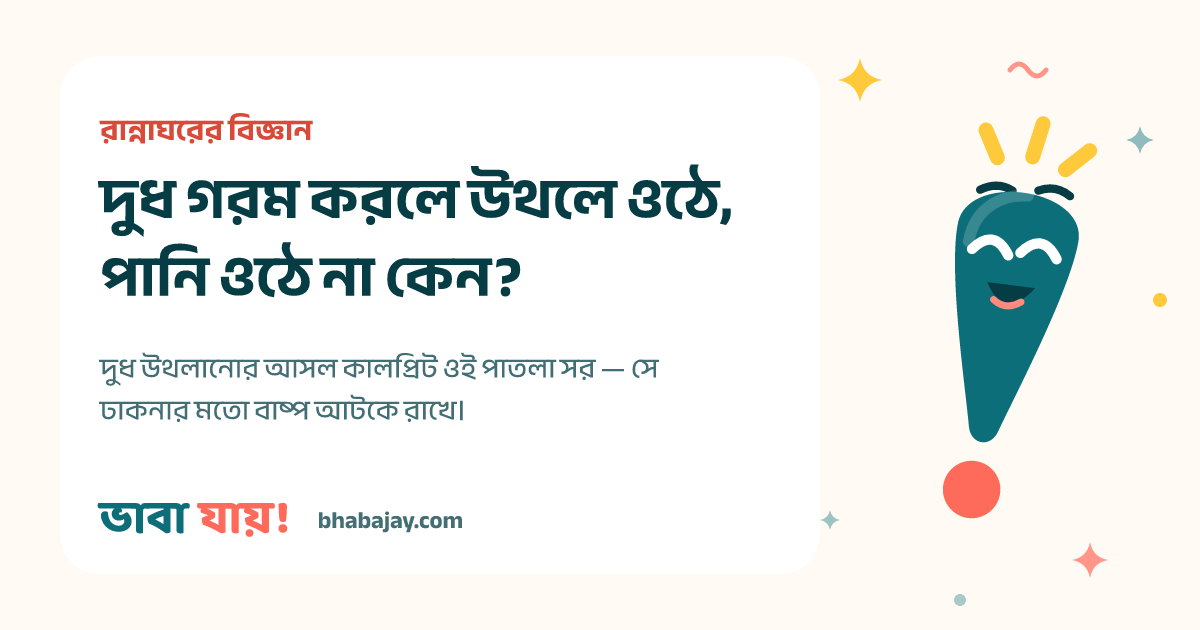 রান্নাঘরের বিজ্ঞান
দুধ গরম করলে উথলে ওঠে,
পানি ওঠে না কেন?
দুধ উথলানোর আসল কালপ্রিট ওই পাতলা সর — সে
ঢাকনার মতো বাষ্প আটকে রাখে।
ভাবা যায়! bhabajay.com